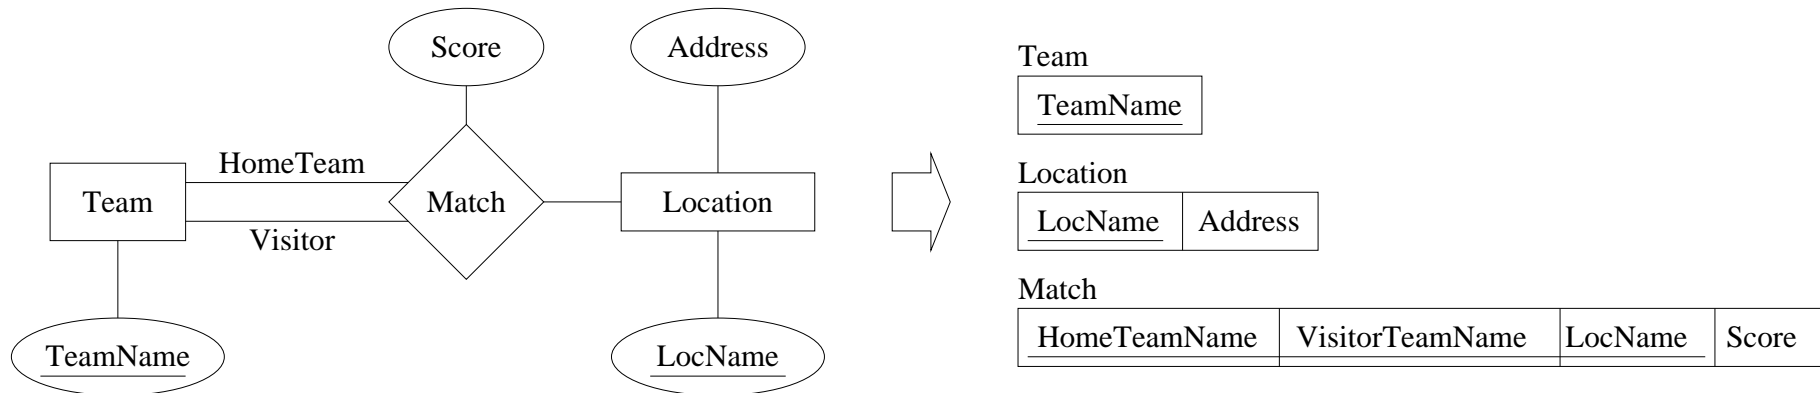 Score
Address
HomeTeam
Team
Match
Location
Visitor
TeamName
LocName
Team
TeamName
Location
LocName Address
Match
HomeTeamName VisitorTeamName LocName Score